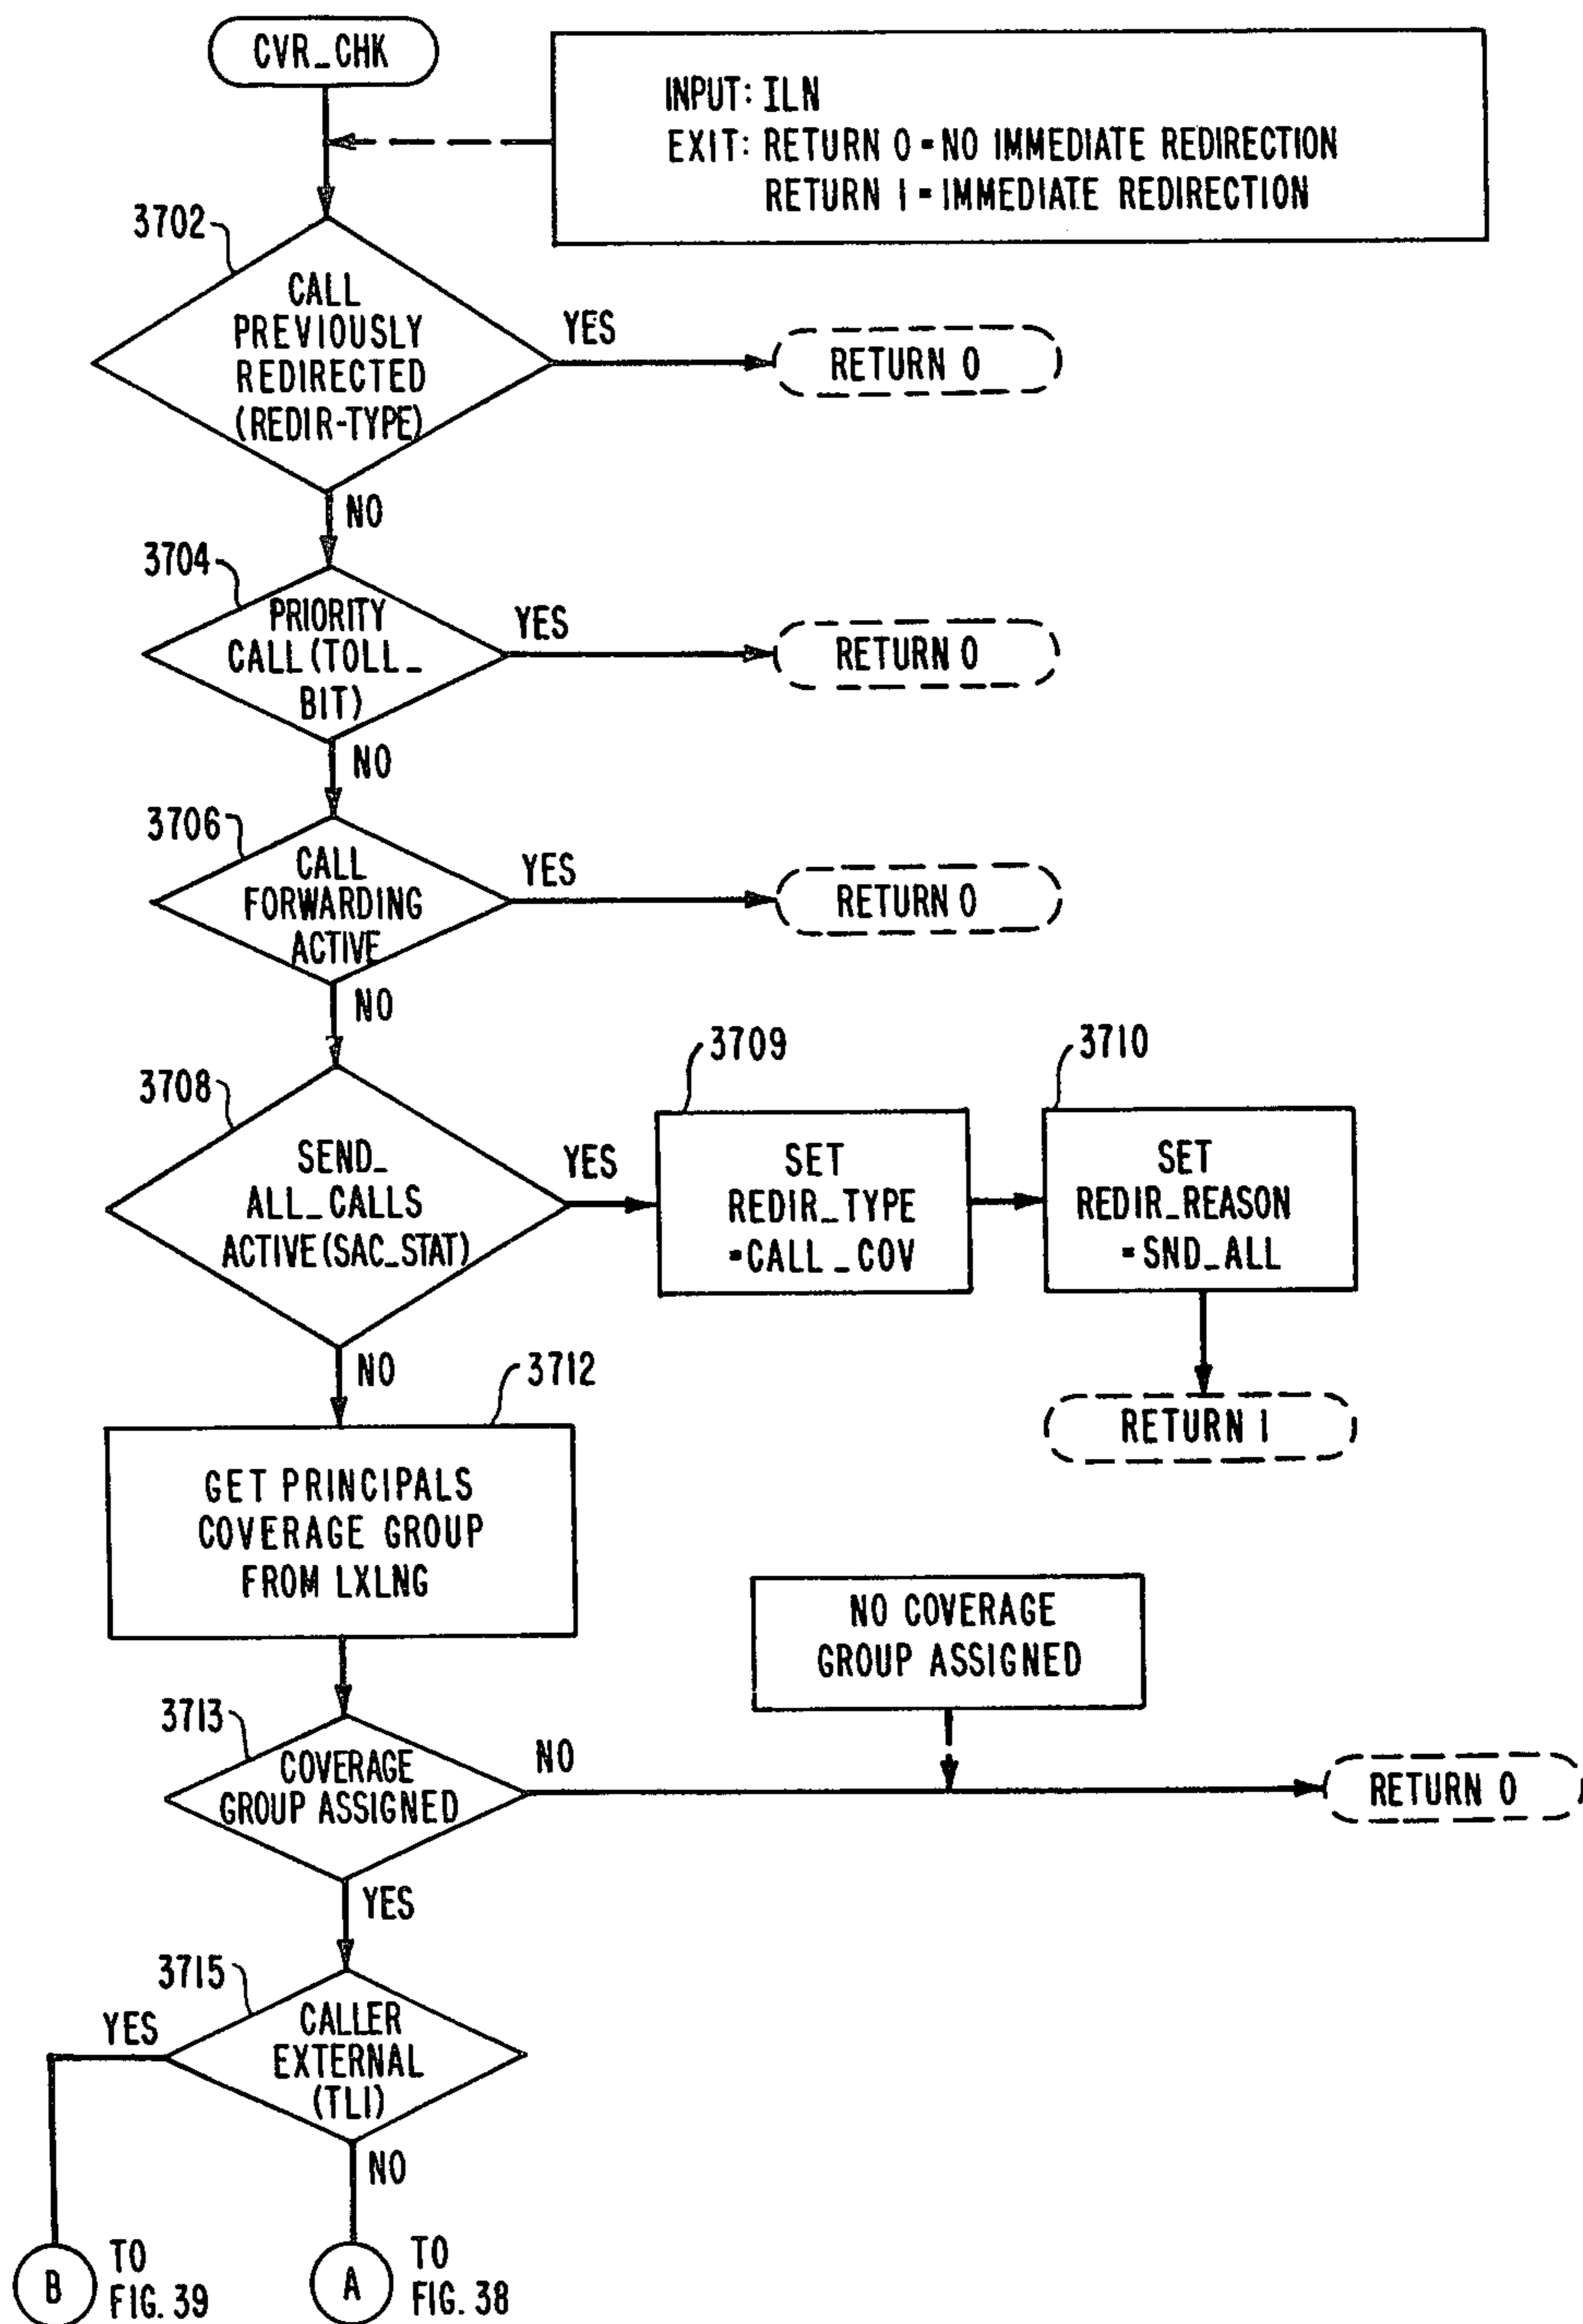 CVR_CHK
INPUT: ILN
EXIT: RETURN 0 = NO IMMEDIATE REDIRECTION
RETURN 1 = IMMEDIATE REDIRECTION
3702
CALL
PREVIOUSLY
REDIRECTED
(REDIR-TYPE)
YES
RETURN 0
NO
3704
PRIORITY
CALL (TOLL_
BIT)
YES
RETURN 0
NO
3706
CALL
FORWARDING
ACTIVE
YES
RETURN 0
NO
3708
SEND_
ALL_CALLS
ACTIVE (SAC_STAT)
YES
3709
SET
REDIR_TYPE
=CALL_COV
3710
SET
REDIR_REASON
=SND_ALL
RETURN 1
NO
3712
GET PRINCIPALS
COVERAGE GROUP
FROM LXLNG
NO COVERAGE
GROUP ASSIGNED
3713
COVERAGE
GROUP ASSIGNED
NO
RETURN 0
YES
3715
CALLER
EXTERNAL
(TLI)
YES
NO
B
TO
FIG. 39
A
TO
FIG. 38